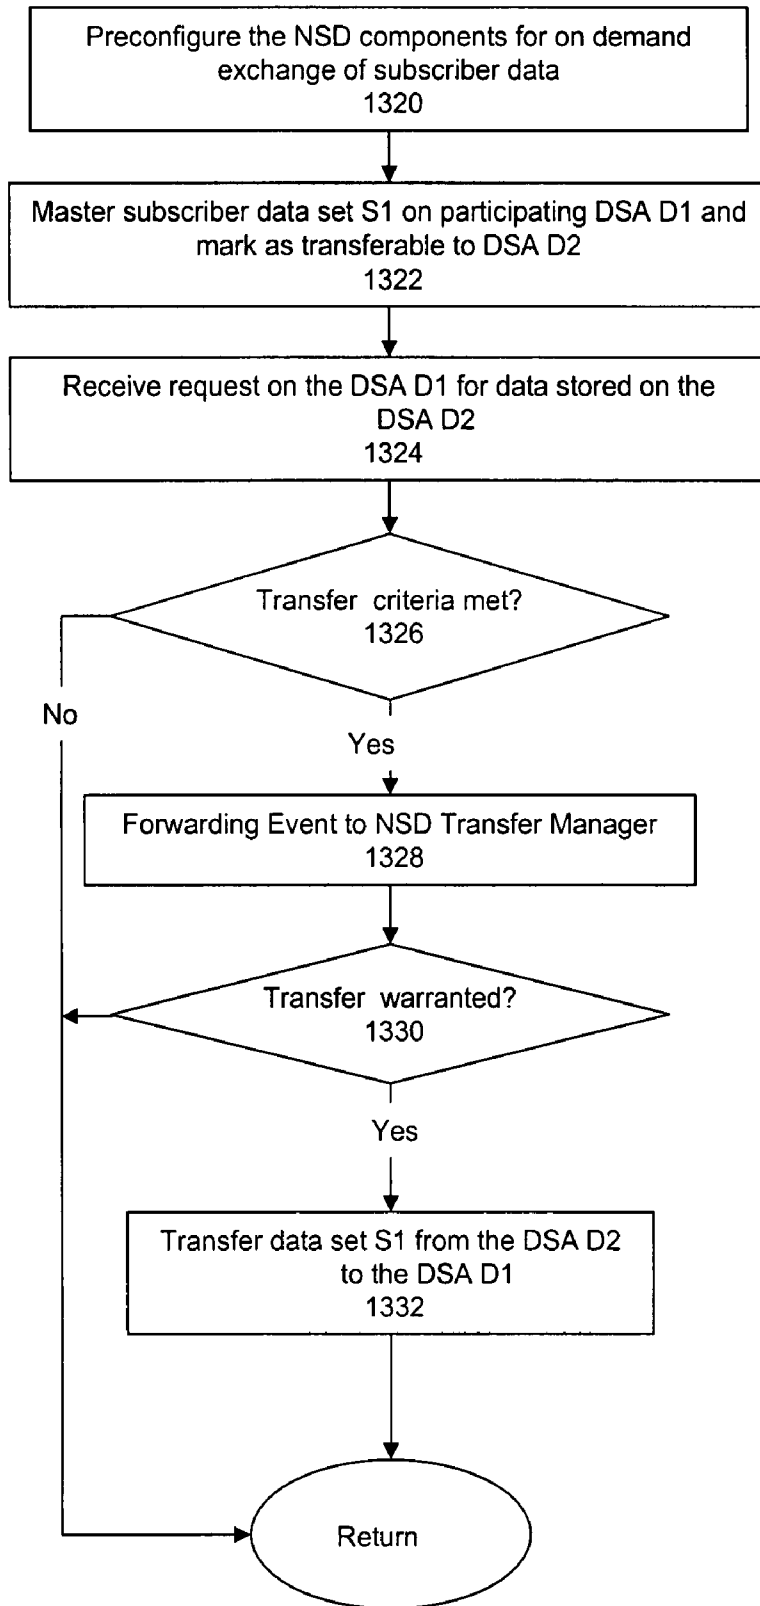 Preconfigure the NSD components for on demand
exchange of subscriber data
1320
Master subscriber data set S1 on participating DSA D1 and
mark as transferable to DSA D2
1322
Receive request on the DSA D1 for data stored on the
DSA D2
1324
Transfer criteria met?
1326
No
Yes
Forwarding Event to NSD Transfer Manager
1328
Transfer warranted?
1330
Yes
Transfer data set S1 from the DSA D2
to the DSA D1
1332
Return